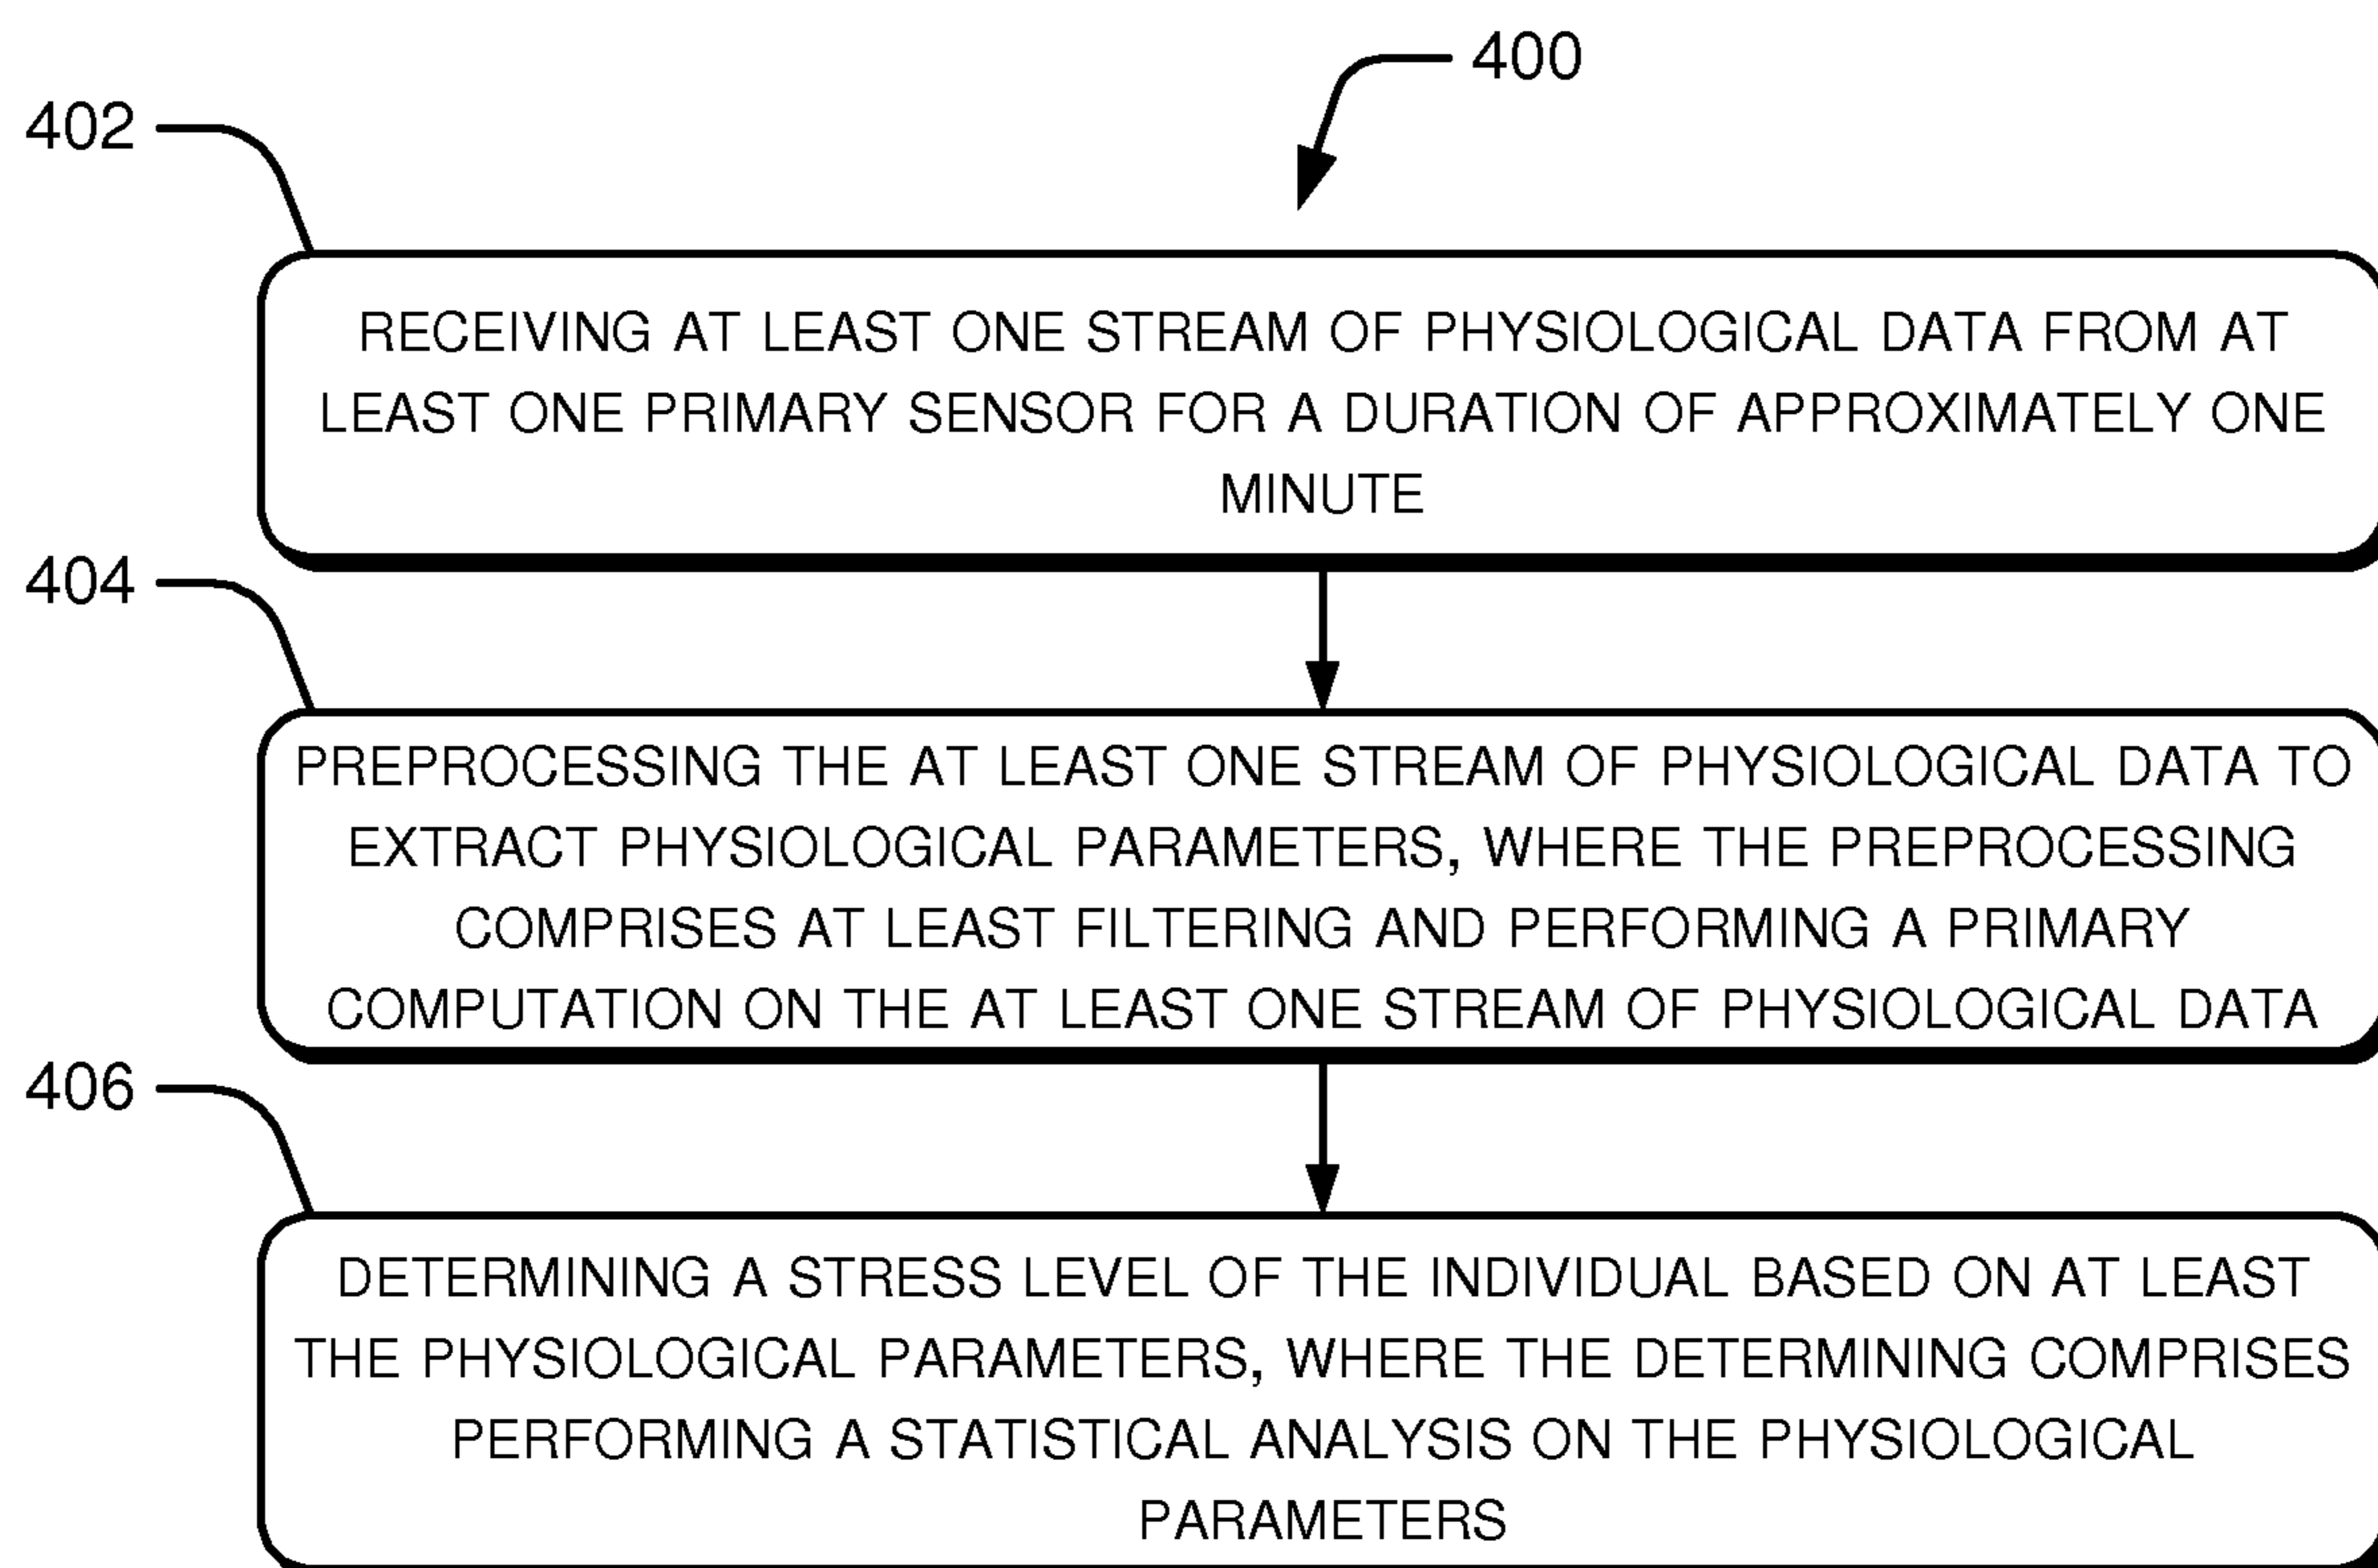 400
402
RECEIVING AT LEAST ONE STREAM OF PHYSIOLOGICAL DATA FROM AT
LEAST ONE PRIMARY SENSOR FOR A DURATION OF APPROXIMATELY ONE
MINUTE
404
PREPROCESSING THE AT LEAST ONE STREAM OF PHYSIOLOGICAL DATA TO
EXTRACT PHYSIOLOGICAL PARAMETERS, WHERE THE PREPROCESSING
COMPRISES AT LEAST FILTERING AND PERFORMING A PRIMARY
COMPUTATION ON THE AT LEAST ONE STREAM OF PHYSIOLOGICAL DATA
406
DETERMINING A STRESS LEVEL OF THE INDIVIDUAL BASED ON AT LEAST
THE PHYSIOLOGICAL PARAMETERS, WHERE THE DETERMINING COMPRISES
PERFORMING A STATISTICAL ANALYSIS ON THE PHYSIOLOGICAL
PARAMETERS